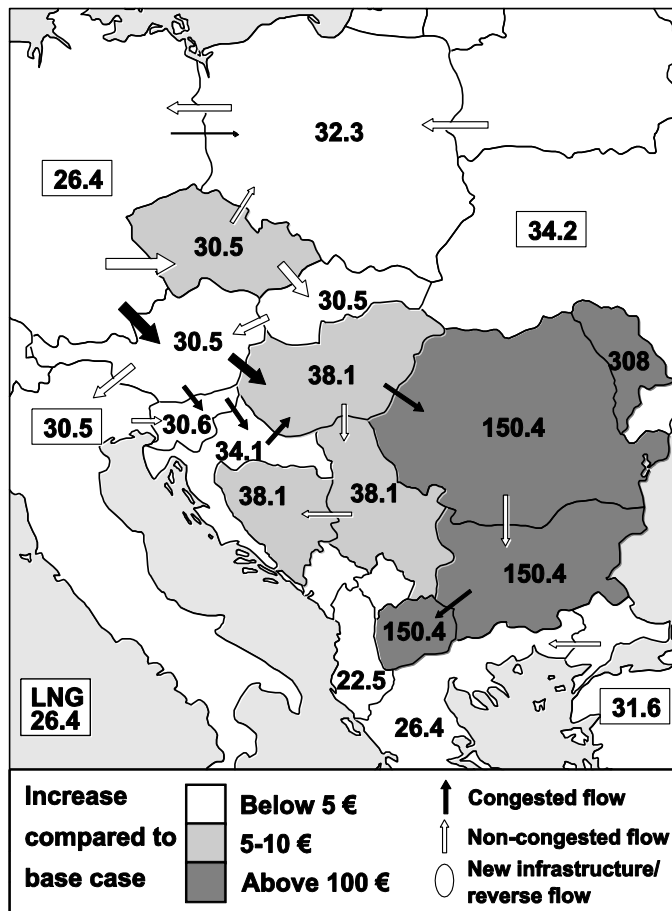 32.3
26.4
30.5
34.2
30.5
30.5
308
38.1
150.4
30.5
30.6
34.1
38.1
38.1
150.4
150.4
22.5
LNG
26.4
26.4
31.6
Increase
compared to
base case
Below 5 €
5-10 €
Above 100 €
Congested flow
Non-congested flow
New infrastructure/
reverse flow